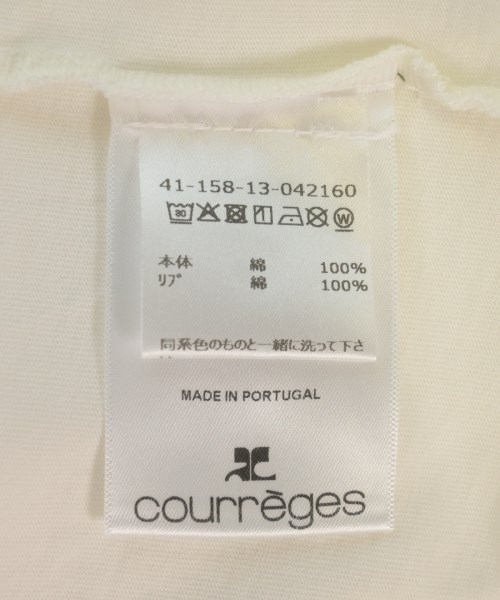 41-158-13-042160
本体 綿 100%
リブ 綿 100%
同系色のものと一緒に洗って下さ
MADE IN PORTUGAL
courrèges